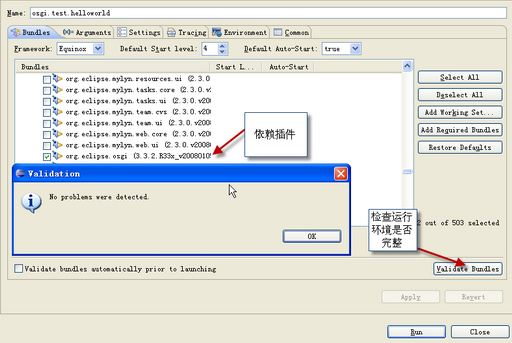 Name: osgi.test.helloworld
Bundles Arguments Settings Tracing Environment Common
Framework: Equinox Default Start level: 4 Default Auto-Start: true
Bundles Start L... Auto-Start
org.eclipse.mylyn.resources.ui (2.3.0
org.eclipse.mylyn.tasks.core (2.3.0.v20
org.eclipse.mylyn.tasks.ui (2.3.0.v2008
org.eclipse.mylyn.team.cvs (2.3.0.v2008
org.eclipse.mylyn.team.ui (2.3.0.v2008
org.eclipse.mylyn.web.core (2.3.0.v200
org.eclipse.mylyn.web.ui (2.3.0.v2008
org.eclipse.osgi (3.3.2.R33x_v2008010
Select All
Deselect All
Add Working Set...
Add Required Bundles
Restore Defaults
依赖插件
Validation
No problems were detected.
OK
检查运行
环境是否
完整
2 out of 503 selected
Validate bundles automatically prior to launching
Validate Bundles
Apply Revert
Run Close